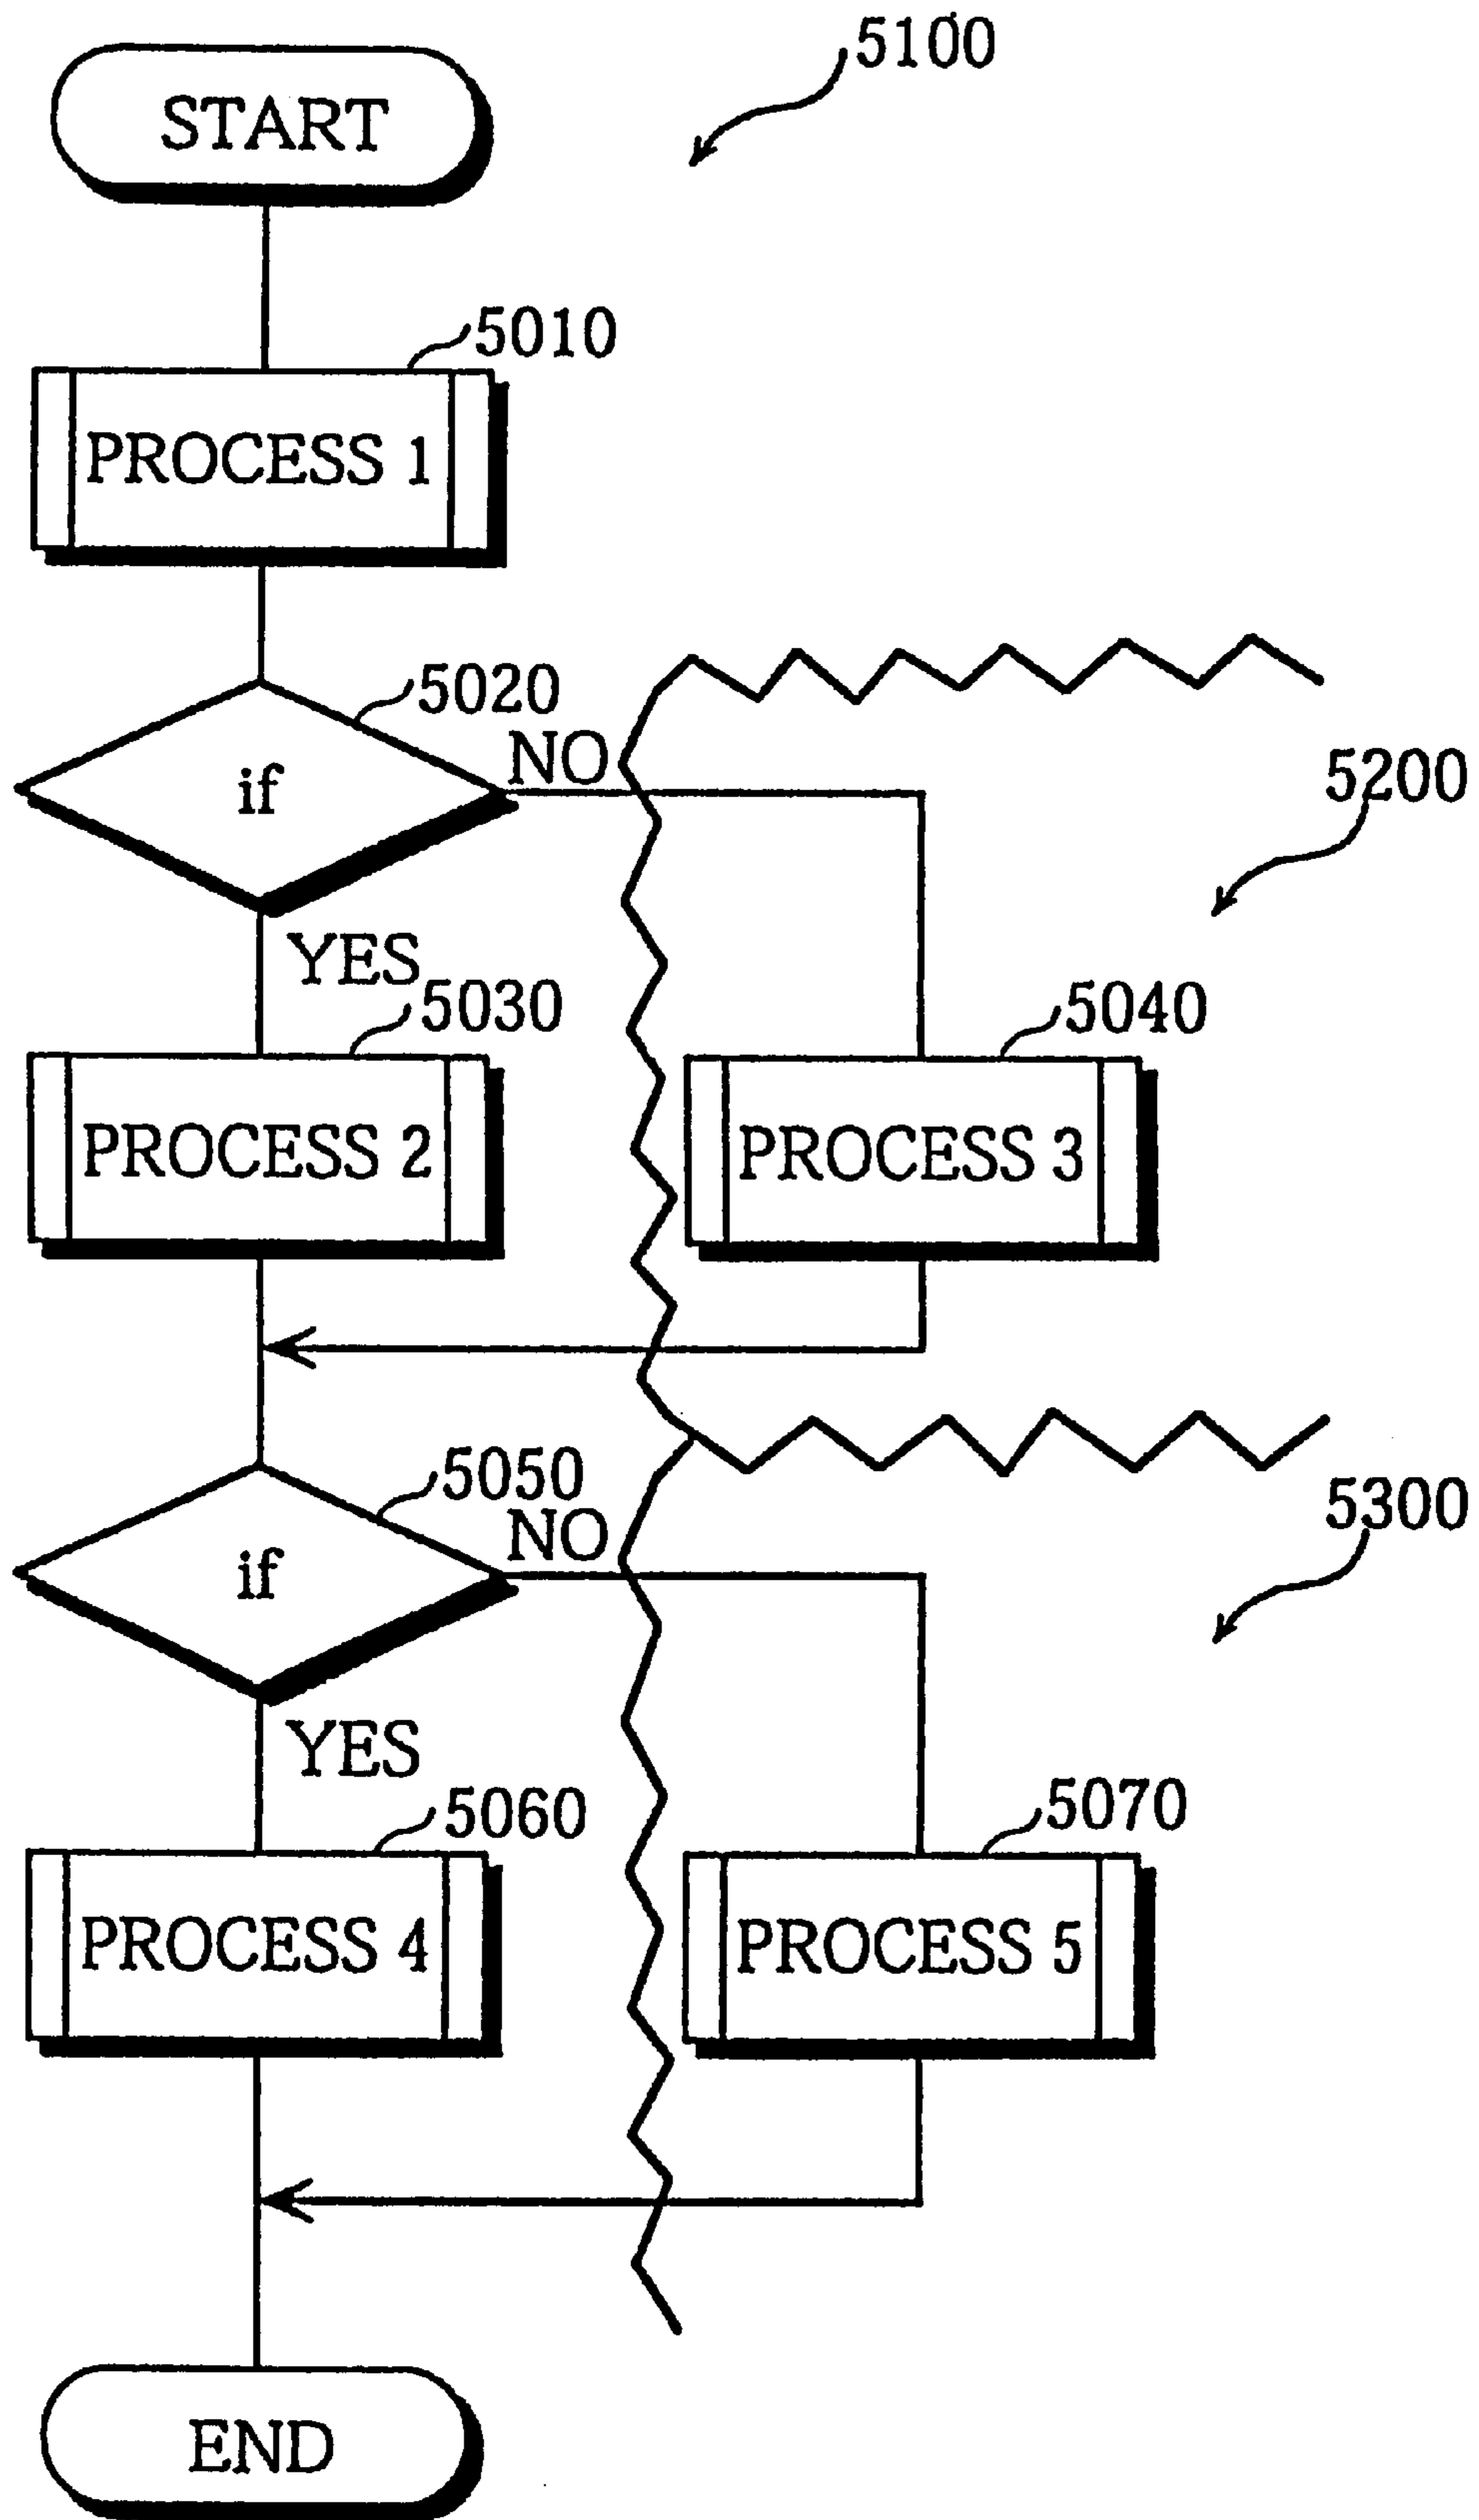 5100
START
5010
PROCESS 1
5020
NO
if
5200
YES
5030
5040
PROCESS 2
PROCESS 3
5050
NO
5300
if
YES
5060
5070
PROCESS 4
PROCESS 5
END